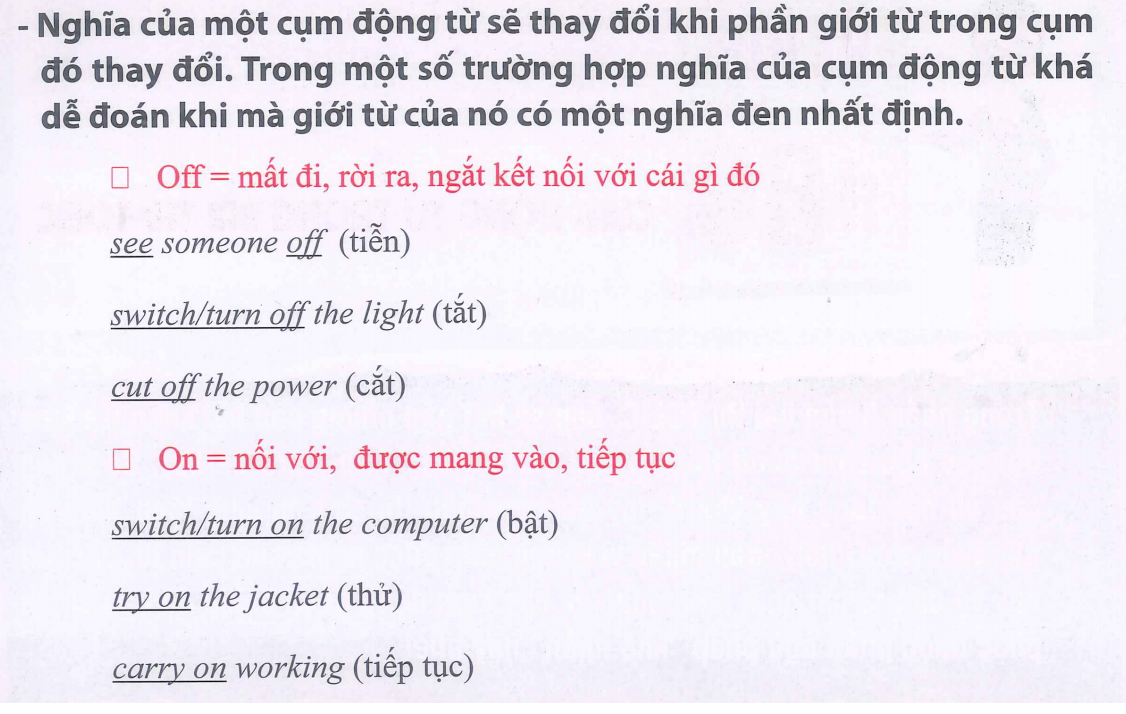 - Nghĩa của một cụm động từ sẽ thay đổi khi phần giới từ trong cụm
đó thay đổi. Trong một số trường hợp nghĩa của cụm động từ khá
dễ đoán khi mà giới từ của nó có một nghĩa đen nhất định.
□ Off = mất đi, rời ra, ngắt kết nối với cái gì đó
see someone off (tiễn)
switch/turn off the light (tắt)
cut off the power (cắt)
□ On = nối với, được mang vào, tiếp tục
switch/turn on the computer (bật)
try on the jacket (thử)
carry on working (tiếp tục)